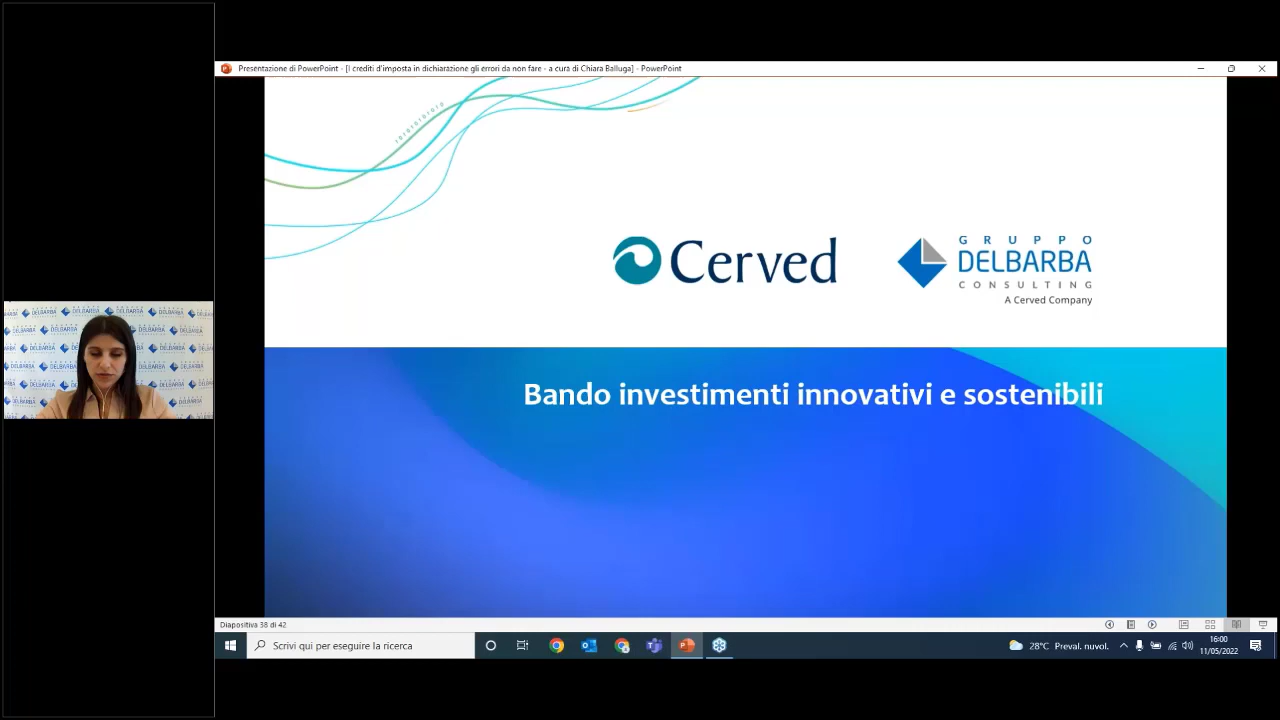 Presentazione di PowerPoint - [I crediti d'imposta in dichiarazione gli errori da non fare - a cura di Chiara Balluga] - PowerPoint
Cerved
GRUPPO
DELBARBA
CONSULTING
A Cerved Company
Bando investimenti innovativi e sostenibili
Diapositiva 38 di 42
Scrivi qui per eseguire la ricerca
28°C Preval. nuvol.
16:00
11/05/2022